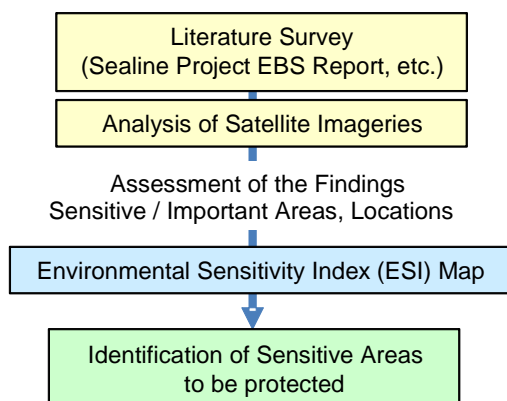 Literature Survey
(Sealine Project EBS Report, etc.)
Analysis of Satellite Imageries
Assessment of the Findings
Sensitive / Important Areas, Locations
Environmental Sensitivity Index (ESI) Map
Identification of Sensitive Areas
to be protected